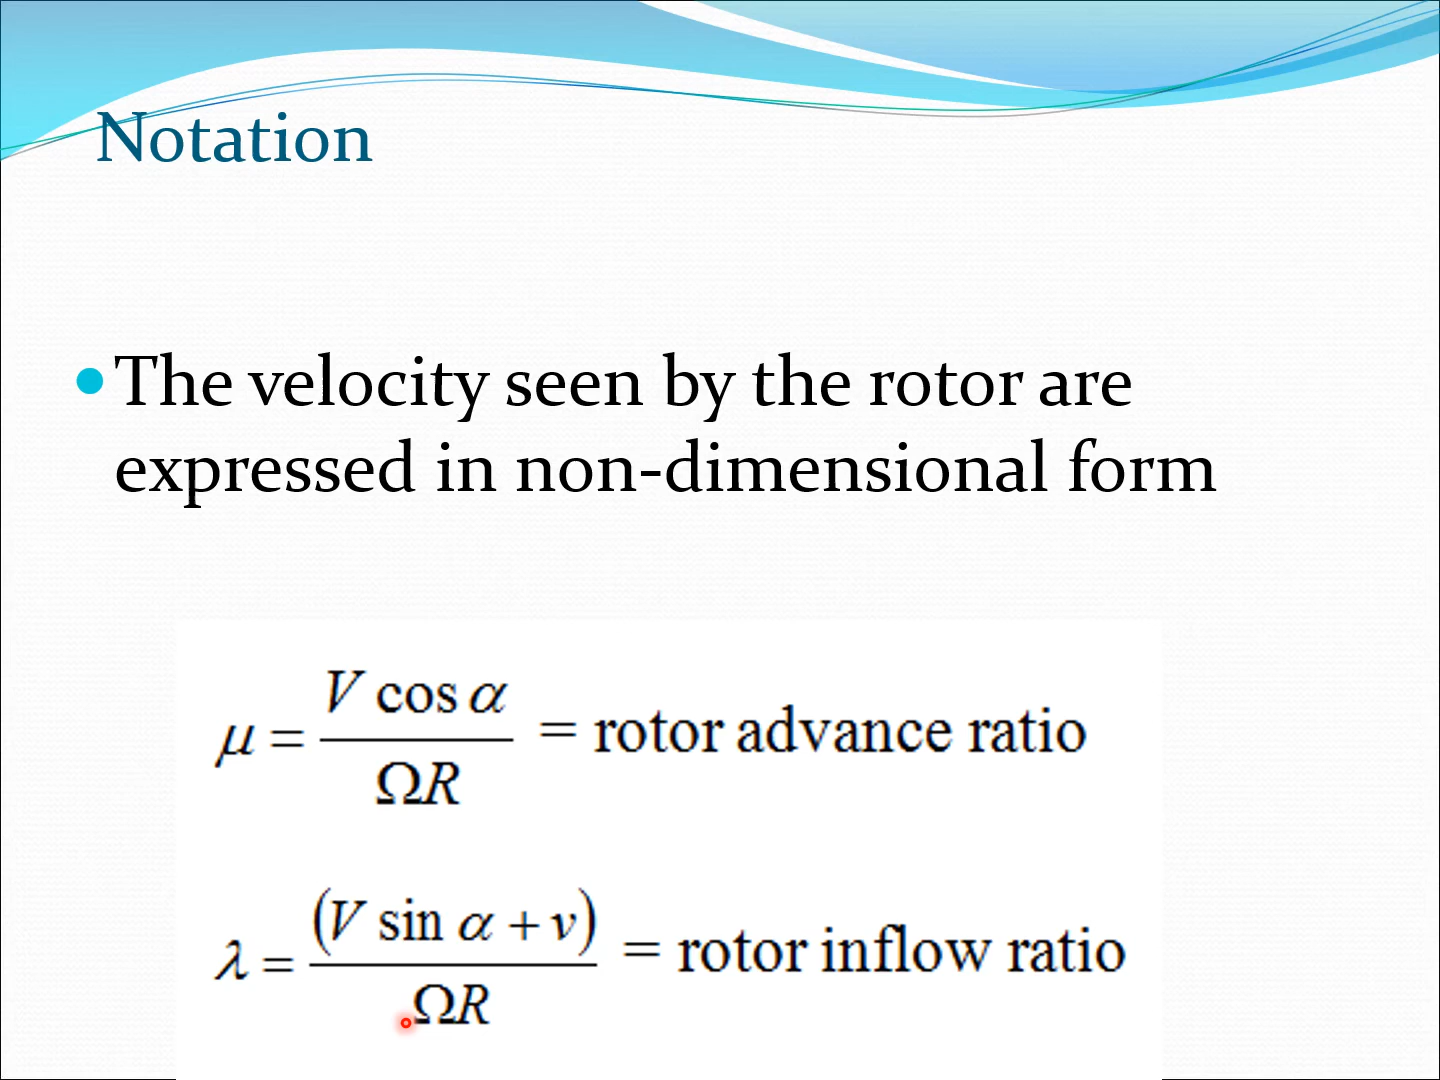 Notation
• The velocity seen by the rotor are
expressed in non-dimensional form
μ = V cos α / ΩR = rotor advance ratio
λ = (V sin α + v) / ΩR = rotor inflow ratio